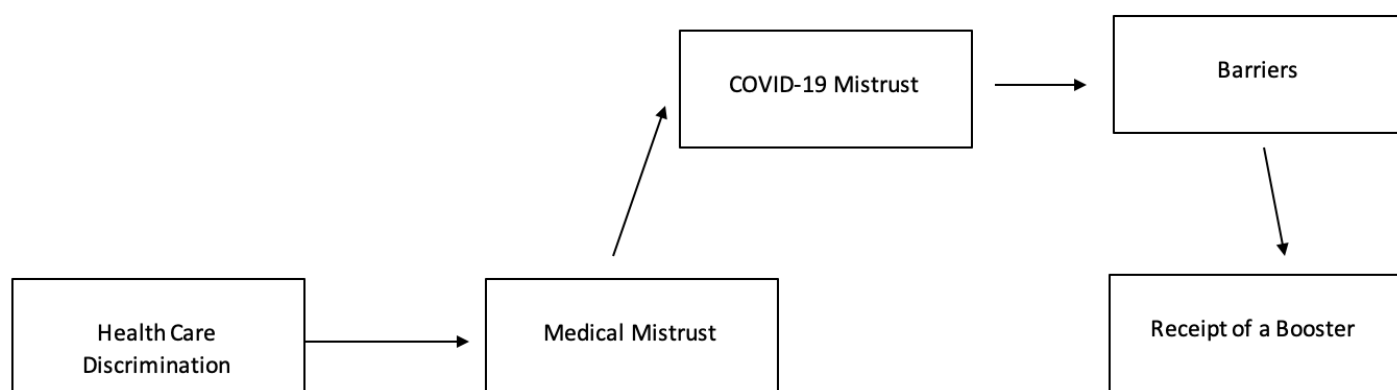 COVID-19 Mistrust
Barriers
Health Care
Discrimination
Medical Mistrust
Receipt of a Booster